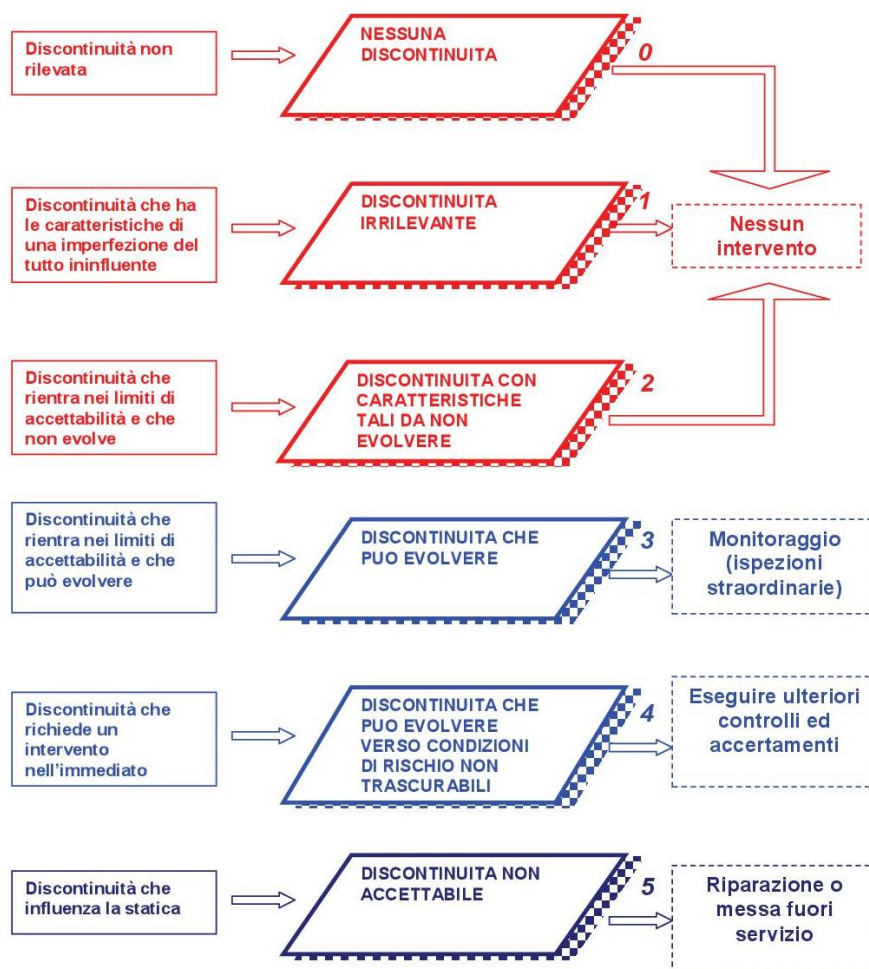 Discontinuità non
rilevata
NESSUNA
DISCONTINUITA
0
Discontinuità che ha
le caratteristiche di
una imperfezione del
tutto ininfluente
DISCONTINUITA
IRRILEVANTE
1
Nessun
intervento
Discontinuità che
rientra nei limiti di
accettabilità e che
non evolve
DISCONTINUITA CON
CARATTERISTICHE
TALI DA NON
EVOLVERE
2
Discontinuità che
rientra nei limiti di
accettabilità e che
può evolvere
DISCONTINUITA CHE
PUO EVOLVERE
3
Monitoraggio
(ispezioni
straordinarie)
Discontinuità che
richiede un
intervento
nell'immediato
DISCONTINUITA CHE
PUO EVOLVERE
VERSO CONDIZIONI
DI RISCHIO NON
TRASCURABILI
4
Eseguire ulteriori
controlli ed
accertamenti
Discontinuità che
influenza la statica
DISCONTINUITA NON
ACCETTABILE
5
Riparazione o
messa fuori
servizio